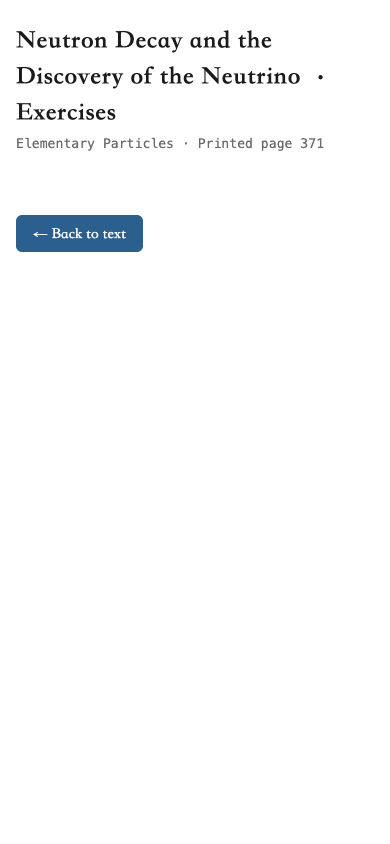 Neutron Decay and the
Discovery of the Neutrino ·
Exercises
Elementary Particles · Printed page 371
← Back to text